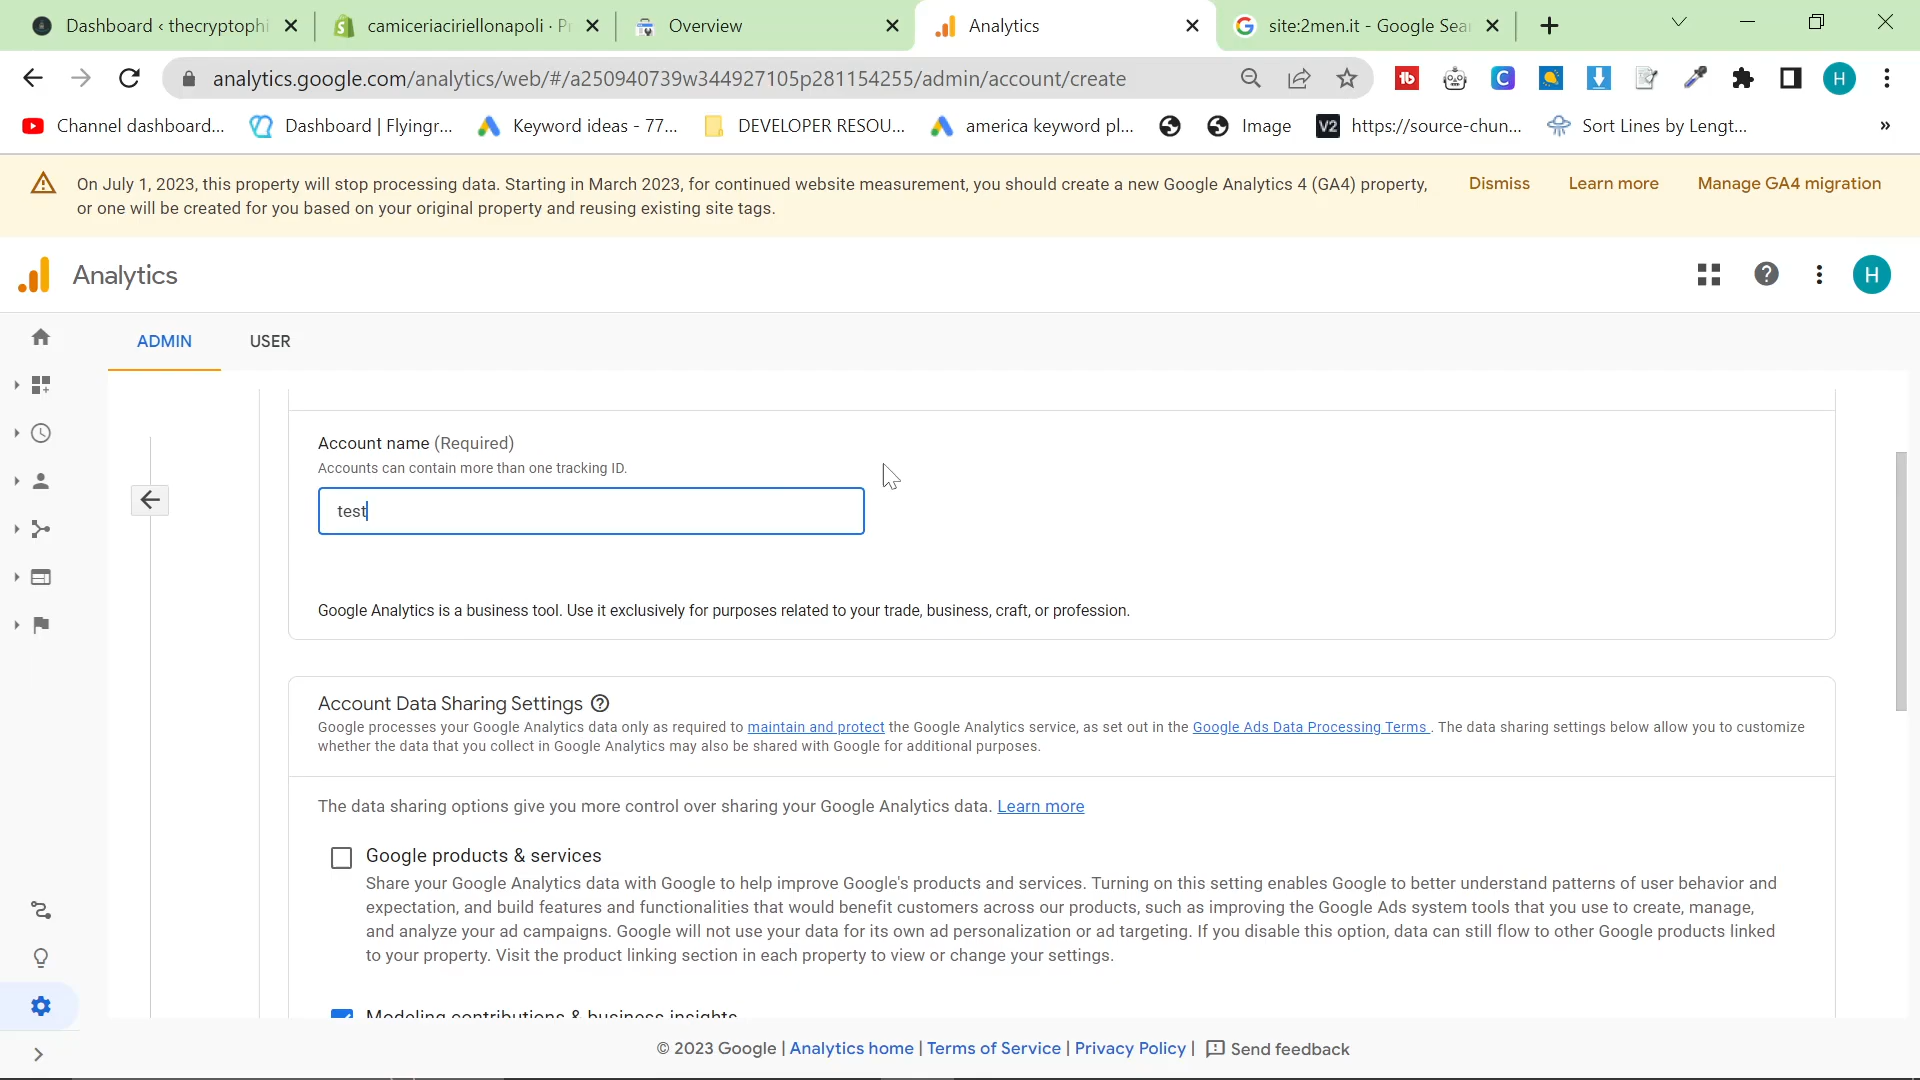 Dashboard ‹ thecryptophi
camiceriaciriellonapoli · P
Overview
Analytics
site:2men.it - Google Sea
analytics.google.com/analytics/web/#/a250940739w344927105p281154255/admin/account/create
H
Channel dashboard...
Dashboard | Flyingr...
Keyword ideas - 77...
DEVELOPER RESOU...
america keyword pl...
Image
V2
https://source-chun...
Sort Lines by Lengt...
»
On July 1, 2023, this property will stop processing data. Starting in March 2023, for continued website measurement, you should create a new Google Analytics 4 (GA4) property,
or one will be created for you based on your original property and reusing existing site tags.
Dismiss
Learn more
Manage GA4 migration
Analytics
H
ADMIN
USER
Account name (Required)
Accounts can contain more than one tracking ID.
test
Google Analytics is a business tool. Use it exclusively for purposes related to your trade, business, craft, or profession.
Account Data Sharing Settings
Google processes your Google Analytics data only as required to maintain and protect the Google Analytics service, as set out in the Google Ads Data Processing Terms . The data sharing settings below allow you to customize
whether the data that you collect in Google Analytics may also be shared with Google for additional purposes.
The data sharing options give you more control over sharing your Google Analytics data. Learn more
Google products & services
Share your Google Analytics data with Google to help improve Google's products and services. Turning on this setting enables Google to better understand patterns of user behavior and
expectation, and build features and functionalities that would benefit customers across our products, such as improving the Google Ads system tools that you use to create, manage,
and analyze your ad campaigns. Google will not use your data for its own ad personalization or ad targeting. If you disable this option, data can still flow to other Google products linked
to your property. Visit the product linking section in each property to view or change your settings.
Modeling contributions & business insights
© 2023 Google | Analytics home | Terms of Service | Privacy Policy | Send feedback